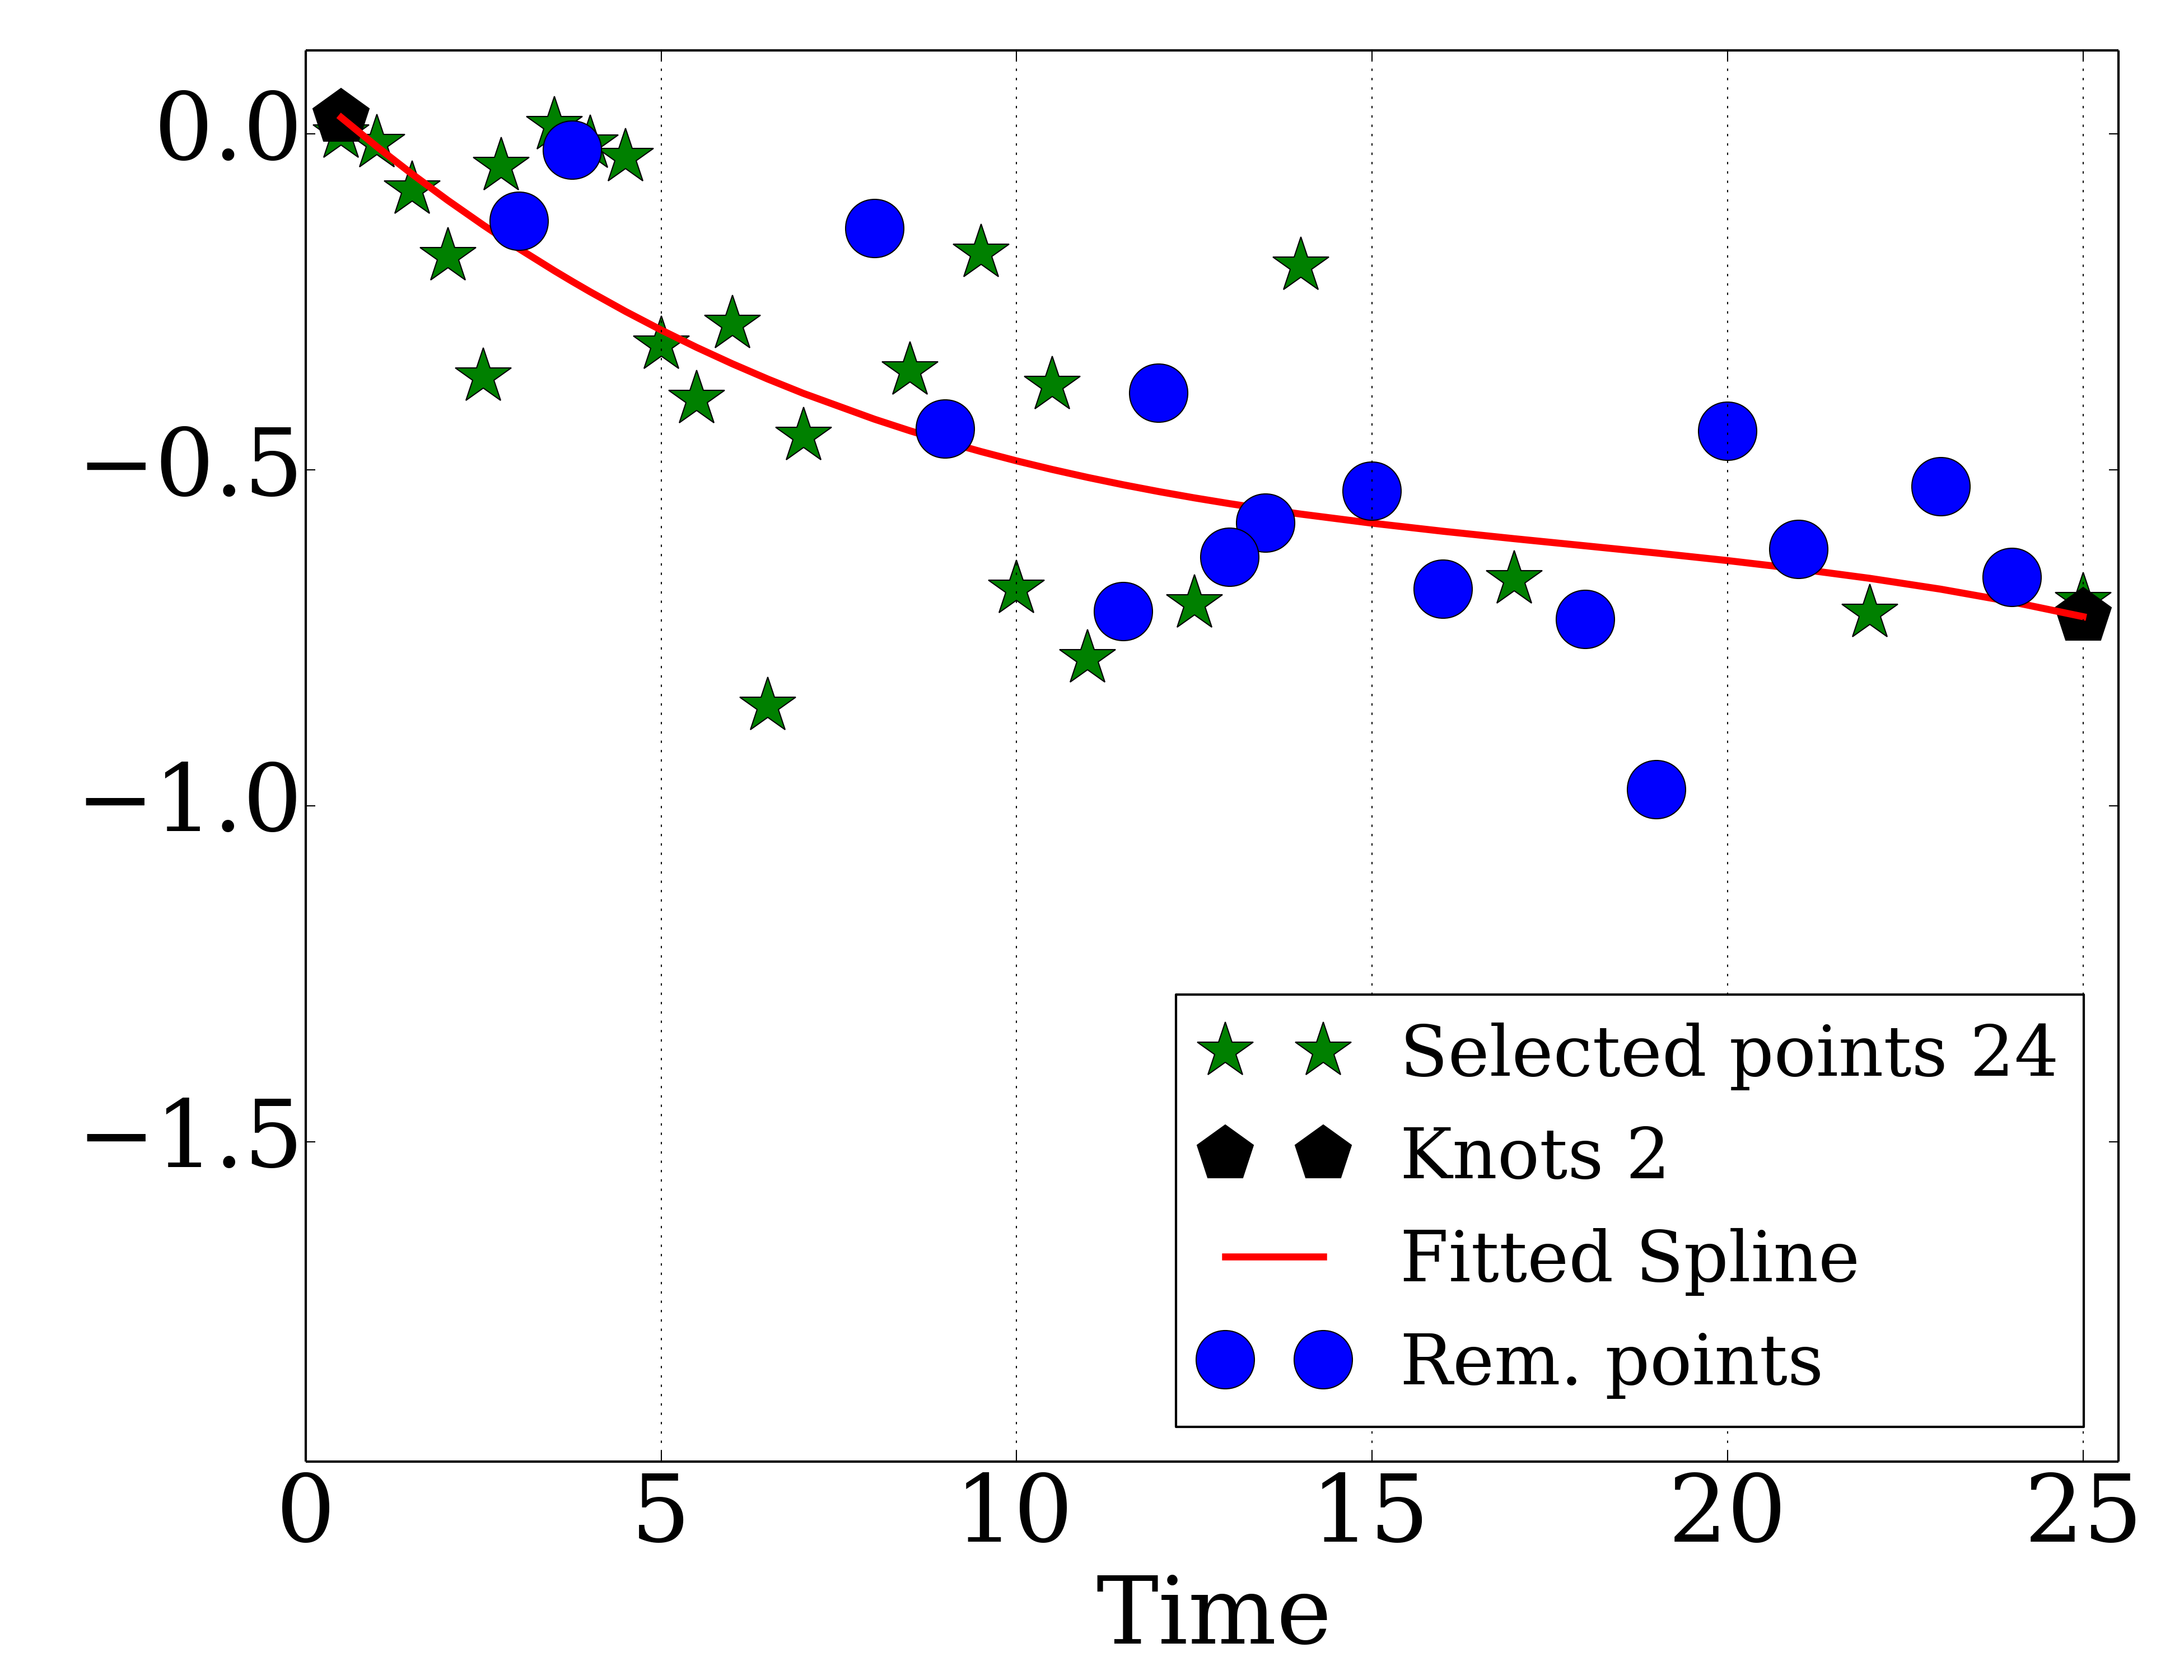 0.0
−0.5
−1.0
−1.5
Selected points 24
Knots 2
Fitted Spline
Rem. points
0 5 10 15 20 25
Time